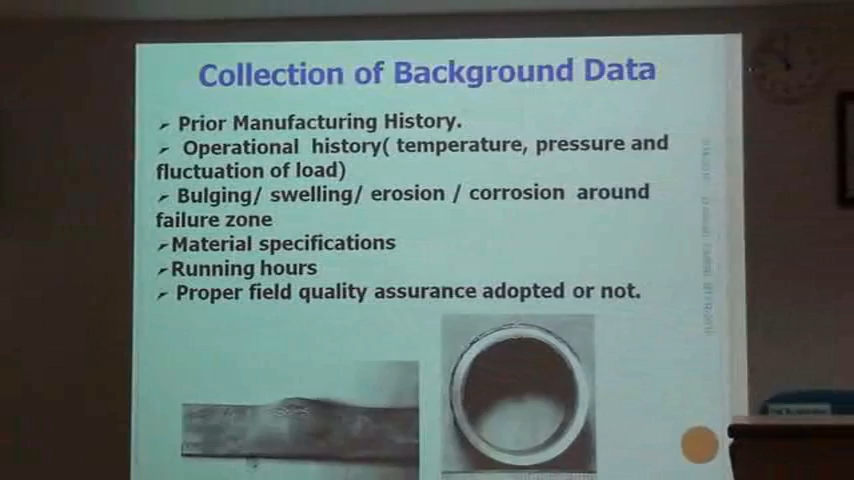 Collection of Background Data
➢ Prior Manufacturing History.
➢ Operational history( temperature, pressure and
fluctuation of load)
➢ Bulging/ swelling/ erosion / corrosion around
failure zone
➢Material specifications
➢Running hours
➢ Proper field quality assurance adopted or not.